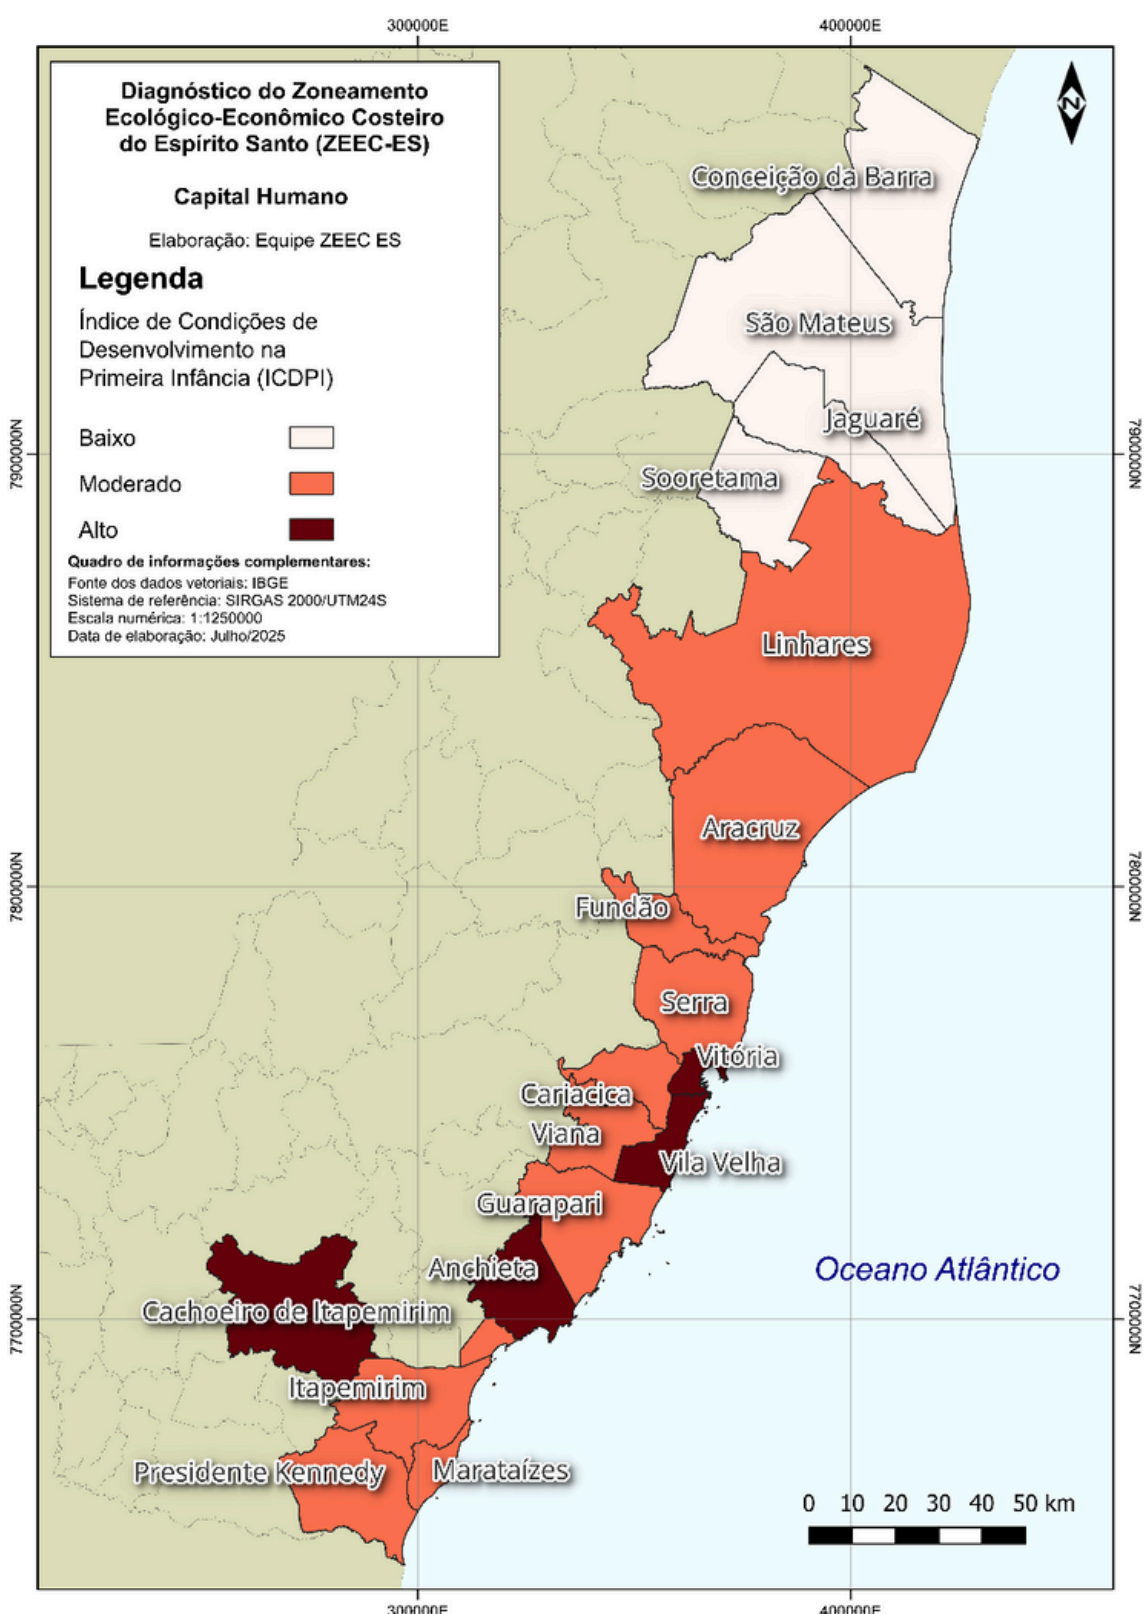 300000E
400000E
Diagnóstico do Zoneamento
Ecológico-Econômico Costeiro
do Espírito Santo (ZEEC-ES)
Capital Humano
Elaboração: Equipe ZEEC ES
Legenda
Índice de Condições de
Desenvolvimento na
Primeira Infância (ICDPI)
Baixo
Moderado
Alto
Quadro de informações complementares:
Fonte dos dados vetoriais: IBGE
Sistema de referência: SIRGAS 2000/UTM24S
Escala numérica: 1:1250000
Data de elaboração: Julho/2025
N
Conceição da Barra
São Mateus
Jaguaré
Sooretama
7900000N
7900000N
Linhares
Aracruz
7800000N
7800000N
Fundão
Serra
Vitória
Cariacica
Viana
Vila Velha
Guarapari
Anchieta
Oceano Atlântico
Cachoeiro de Itapemirim
7700000N
7700000N
Itapemirim
Presidente Kennedy
Marataízes
0 10 20 30 40 50 km
300000E
400000E